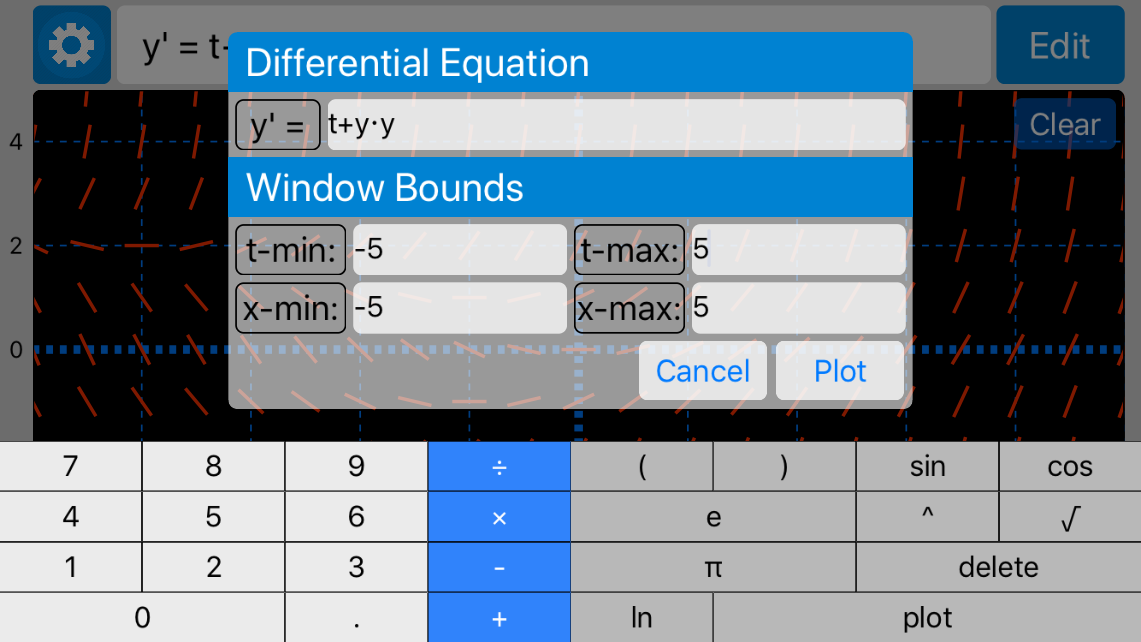 y' = t-
Edit
Differential Equation
y' = t+y·y
Clear
4
Window Bounds
2
t-min: -5 t-max: 5
x-min: -5 x-max: 5
0
Cancel Plot
7 8 9 ÷ ( ) sin cos
4 5 6 × e ^ √
1 2 3 - π delete
0 . + ln plot